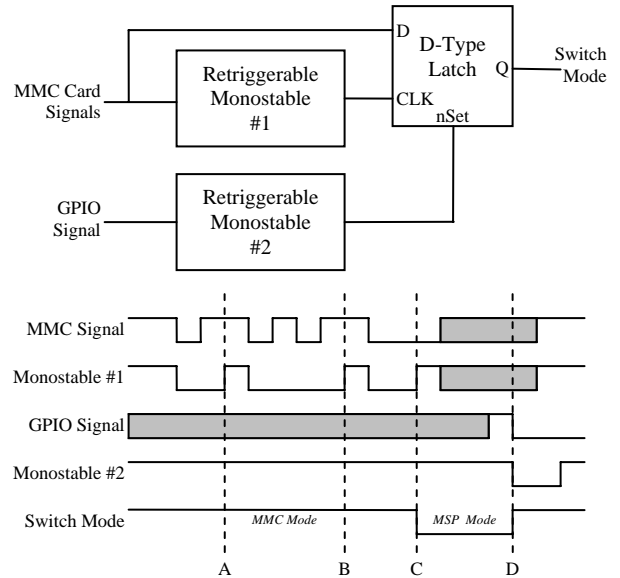 D
D-Type
Latch
Q
Switch
Mode
MMC Card
Signals
Retriggerable
Monostable
#1
CLK
nSet
GPIO
Signal
Retriggerable
Monostable
#2
MMC Signal
Monostable #1
GPIO Signal
Monostable #2
Switch Mode
MMC Mode
MSP Mode
A
B
C
D